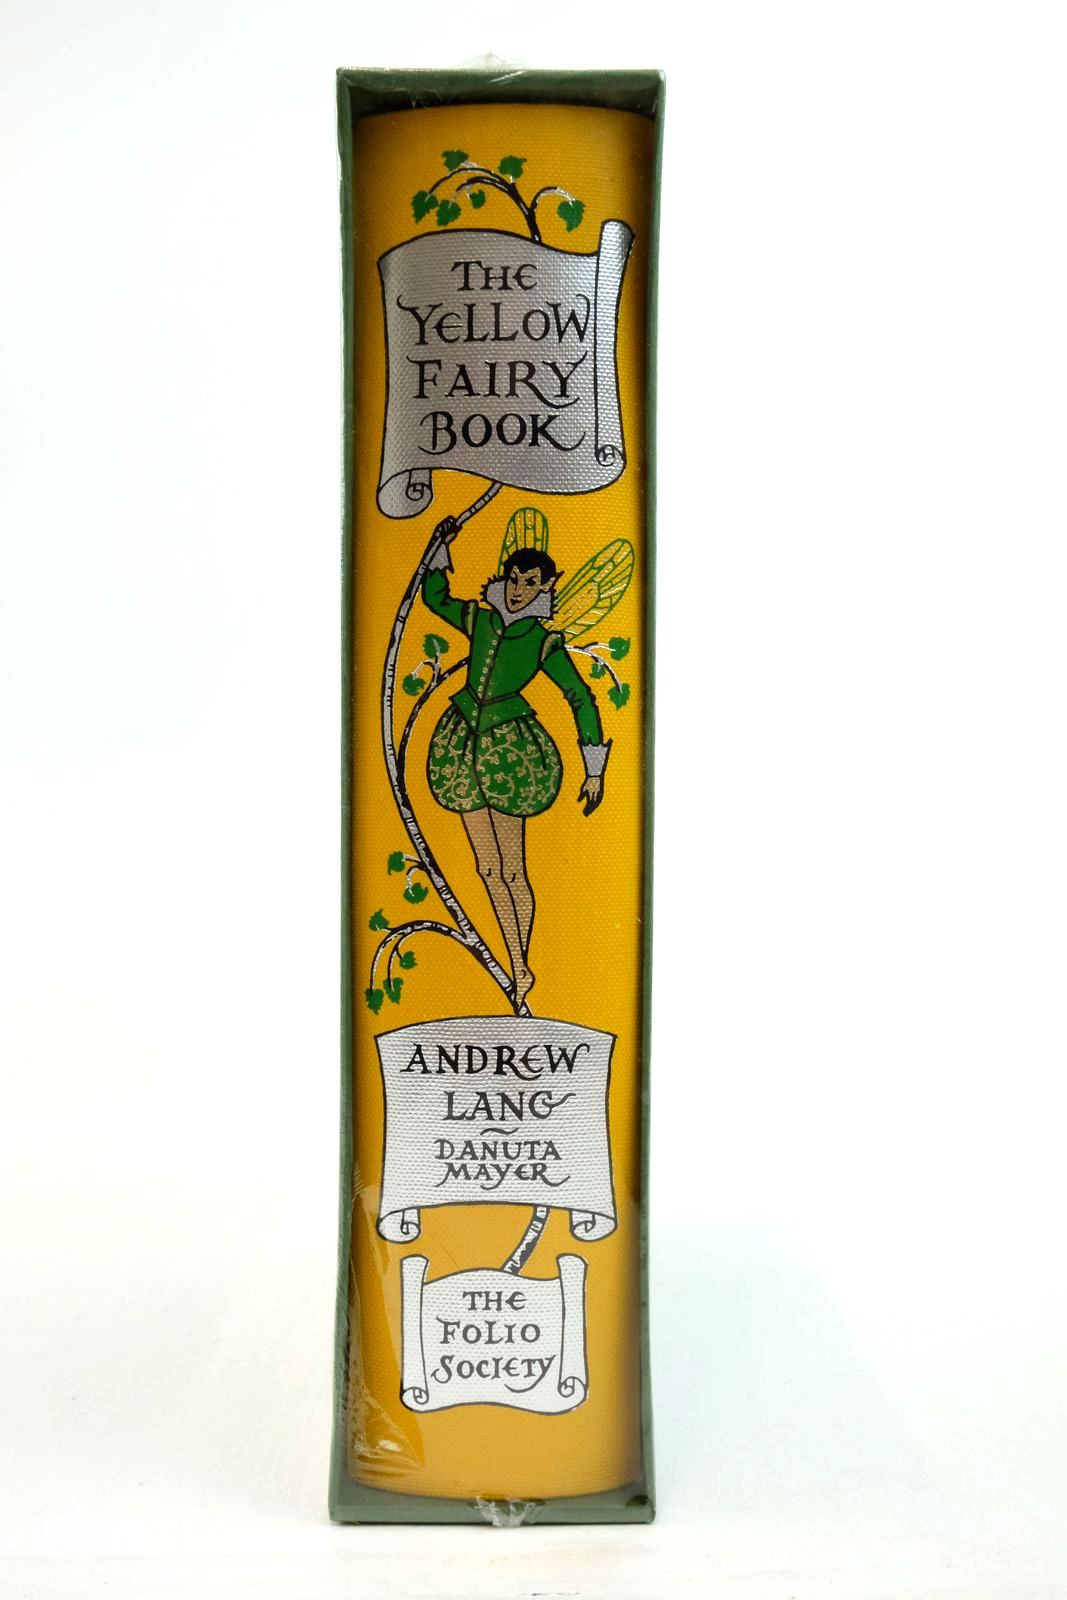 THE
YELLOW
FAIRY
BOOK
ANDREW
LANG
~
DANUTA
MAYER
THE
FOLIO
SOCIETY